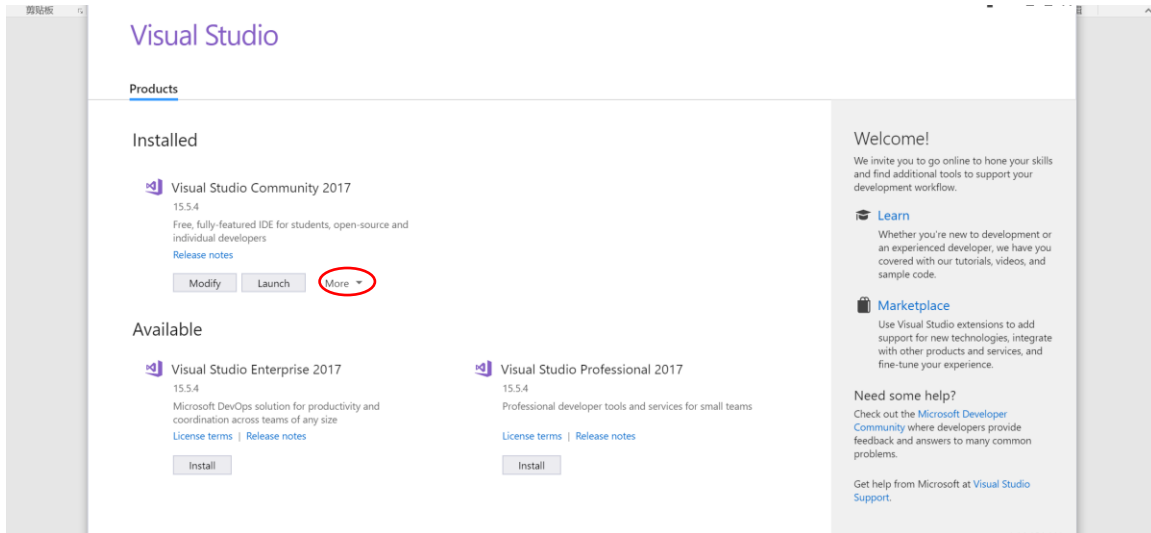 剪贴板
Visual Studio
Products
Installed
Visual Studio Community 2017
15.5.4
Free, fully-featured IDE for students, open-source and
individual developers
Release notes
Modify Launch More
Available
Visual Studio Enterprise 2017
15.5.4
Microsoft DevOps solution for productivity and
coordination across teams of any size
License terms | Release notes
Install
Visual Studio Professional 2017
15.5.4
Professional developer tools and services for small teams
License terms | Release notes
Install
Welcome!
We invite you to go online to hone your skills
and find additional tools to support your
development workflow.
Learn
Whether you're new to development or
an experienced developer, we have you
covered with our tutorials, videos, and
sample code.
Marketplace
Use Visual Studio extensions to add
support for new technologies, integrate
with other products and services, and
fine-tune your experience.
Need some help?
Check out the Microsoft Developer
Community where developers provide
feedback and answers to many common
problems.
Get help from Microsoft at Visual Studio
Support.